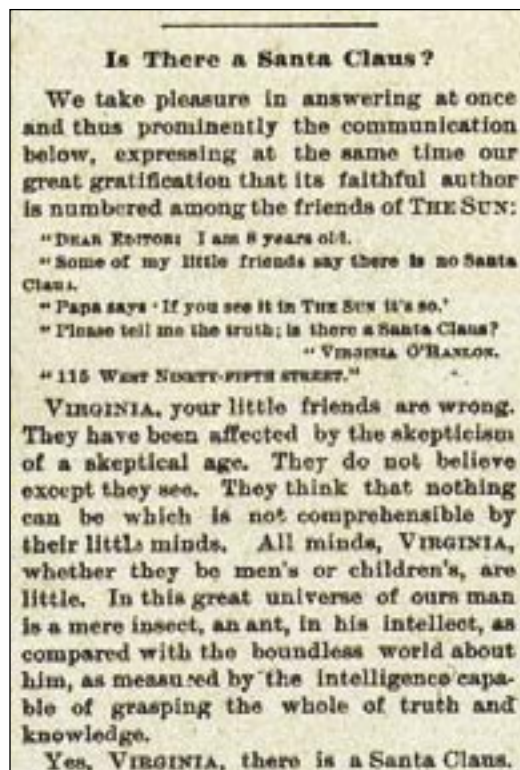 Is There a Santa Claus?
We take pleasure in answering at once
and thus prominently the communication
below, expressing at the same time our
great gratification that its faithful author
is numbered among the friends of THE SUN:
"DEAR EDITOR: I am 8 years old.
"Some of my little friends say there is no Santa
Claus.
"Papa says 'If you see it in THE SUN it's so.'
"Please tell me the truth; is there a Santa Claus?
"VIRGINIA O'HANLON.
"115 WEST NINETY-FIFTH STREET."
VIRGINIA, your little friends are wrong.
They have been affected by the skepticism
of a skeptical age. They do not believe
except they see. They think that nothing
can be which is not comprehensible by
their little minds. All minds, VIRGINIA,
whether they be men's or children's, are
little. In this great universe of ours man
is a mere insect, an ant, in his intellect, as
compared with the boundless world about
him, as measured by the intelligence capa-
ble of grasping the whole of truth and
knowledge.
Yes, VIRGINIA, there is a Santa Claus.